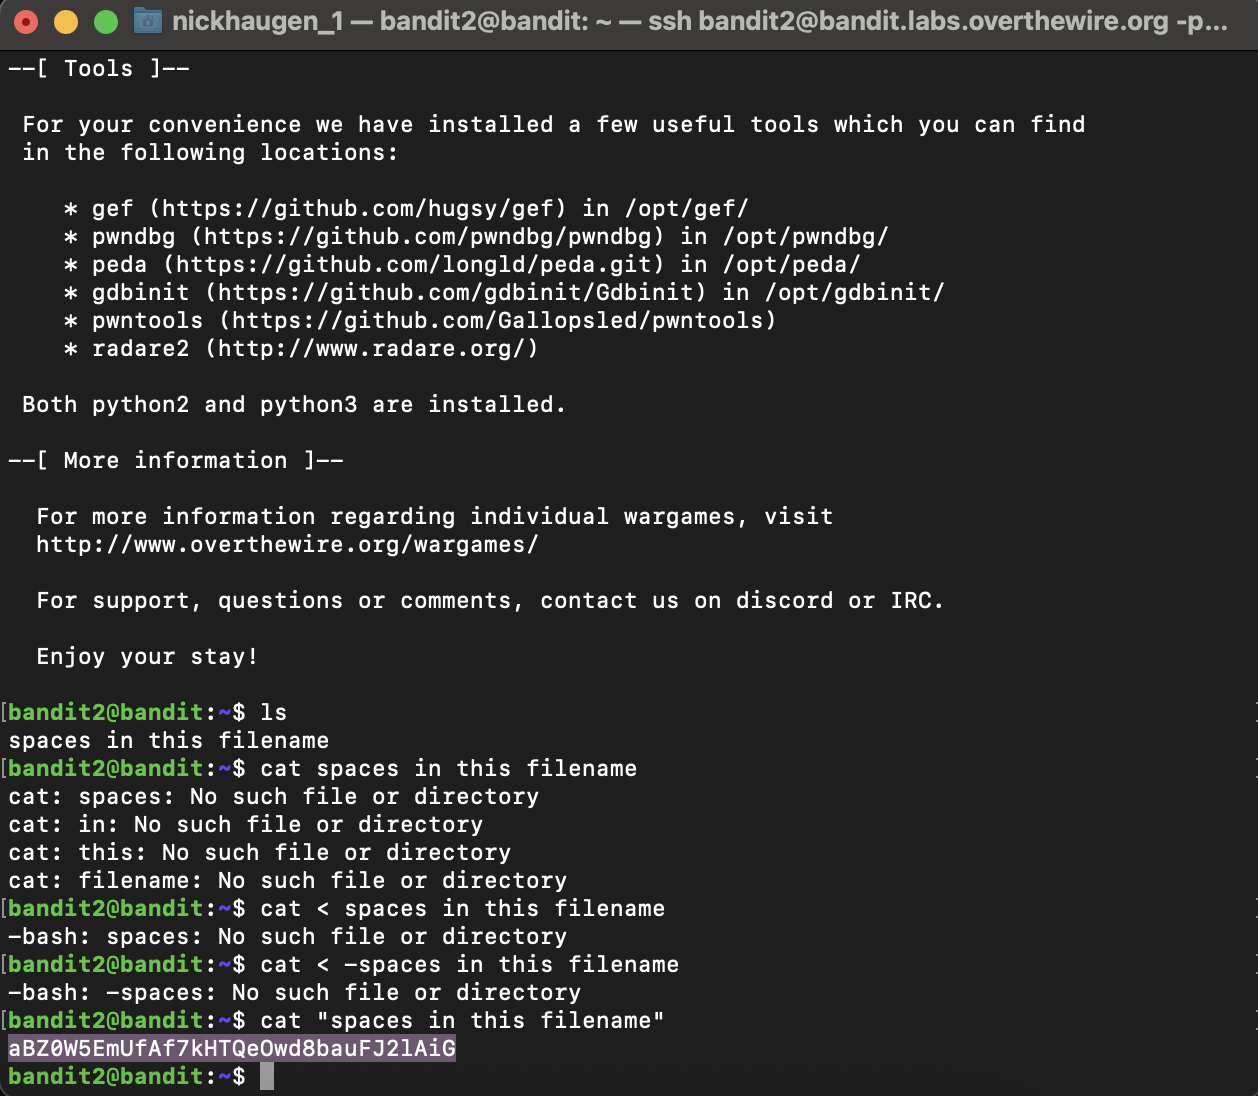 nickhaugen_1 — bandit2@bandit: ~ — ssh bandit2@bandit.labs.overthewire.org -p...
--[ Tools ]--
For your convenience we have installed a few useful tools which you can find
in the following locations:
* gef (https://github.com/hugsy/gef) in /opt/gef/
* pwndbg (https://github.com/pwndbg/pwndbg) in /opt/pwndbg/
* peda (https://github.com/longld/peda.git) in /opt/peda/
* gdbinit (https://github.com/gdbinit/Gdbinit) in /opt/gdbinit/
* pwntools (https://github.com/Gallopsled/pwntools)
* radare2 (http://www.radare.org/)
Both python2 and python3 are installed.
--[ More information ]--
For more information regarding individual wargames, visit
http://www.overthewire.org/wargames/
For support, questions or comments, contact us on discord or IRC.
Enjoy your stay!
[bandit2@bandit:~$ ls
spaces in this filename
[bandit2@bandit:~$ cat spaces in this filename
cat: spaces: No such file or directory
cat: in: No such file or directory
cat: this: No such file or directory
cat: filename: No such file or directory
[bandit2@bandit:~$ cat < spaces in this filename
-bash: spaces: No such file or directory
[bandit2@bandit:~$ cat < -spaces in this filename
-bash: -spaces: No such file or directory
[bandit2@bandit:~$ cat "spaces in this filename"
aBZ0W5EmUfAf7kHTQeOwd8bauFJ2lAiG
bandit2@bandit:~$